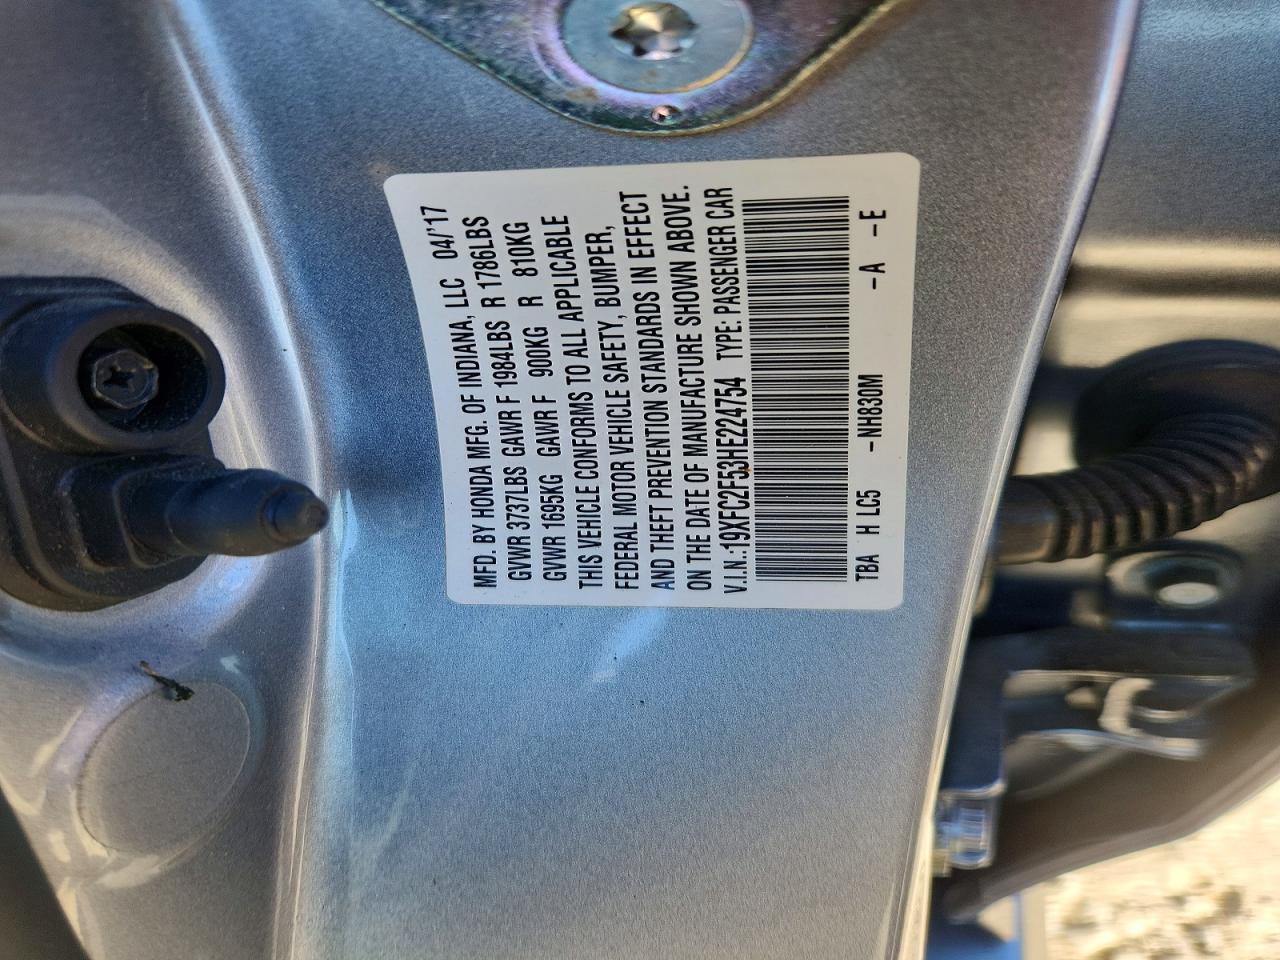 MFD. BY HONDA MFG. OF INDIANA, LLC 04/'17
GVWR 3737LBS GAWR F 1984LBS R 1786LBS
GVWR 1695KG GAWR F 900KG R 810KG
THIS VEHICLE CONFORMS TO ALL APPLICABLE
FEDERAL MOTOR VEHICLE SAFETY, BUMPER,
AND THEFT PREVENTION STANDARDS IN EFFECT
ON THE DATE OF MANUFACTURE SHOWN ABOVE.
V.I.N.:19XFC2F53HE224754 TYPE: PASSENGER CAR
TBA H LC5 -NH830M -A -E